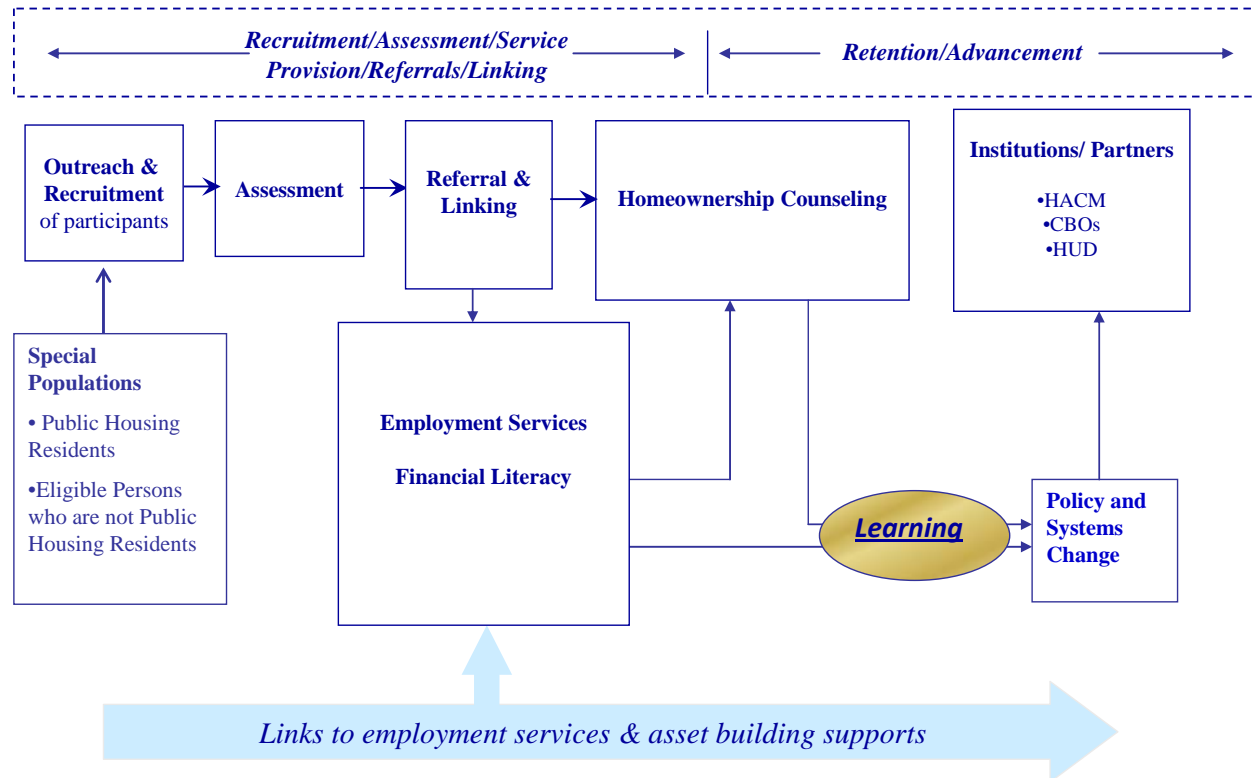 Recruitment/Assessment/Service
Provision/Referrals/Linking
Retention/Advancement
Outreach &
Recruitment
of participants
Assessment
Referral &
Linking
Homeownership Counseling
Institutions/ Partners
•HACM
•CBOs
•HUD
Special
Populations
• Public Housing
Residents
•Eligible Persons
who are not Public
Housing Residents
Employment Services
Financial Literacy
Learning
Policy and
Systems
Change
Links to employment services & asset building supports